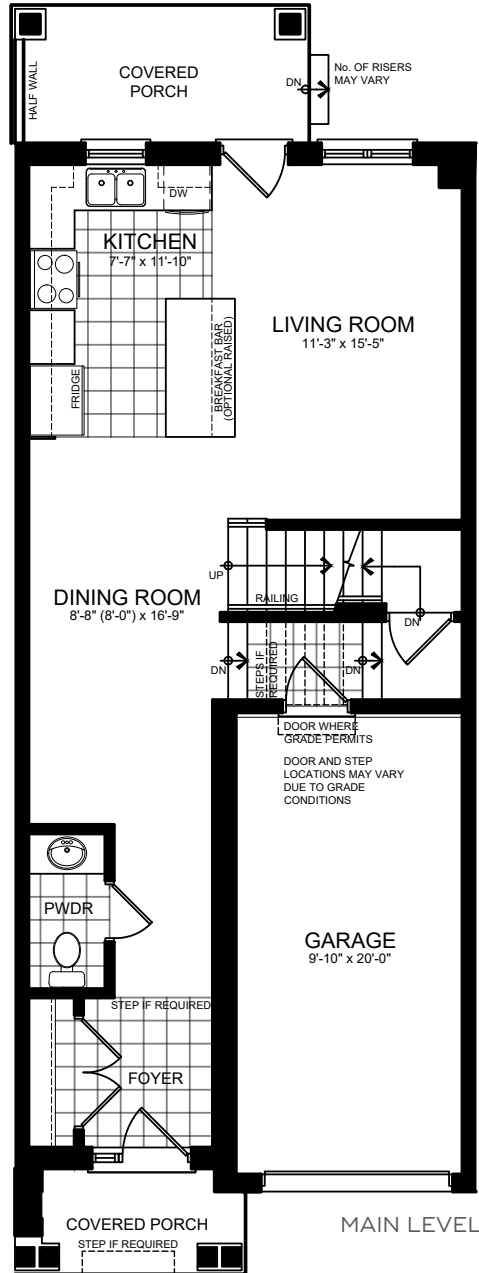 COVERED
PORCH
HALF WALL
DN
No. OF RISERS
MAY VARY
DW
KITCHEN
7'-7" x 11'-10"
LIVING ROOM
11'-3" x 15'-5"
FRIDGE
BREAKFAST BAR
(OPTIONAL RAISED)
UP
RAILING
DINING ROOM
8'-8" (8'-0") x 16'-9"
DN
DN
STEPS IF
REQUIRED
DN
DOOR WHERE
GRADE PERMITS
DOOR AND STEP
LOCATIONS MAY VARY
DUE TO GRADE
CONDITIONS
PWDR
GARAGE
9'-10" x 20'-0"
STEP IF REQUIRED
FOYER
COVERED PORCH
STEP IF REQUIRED
MAIN LEVEL